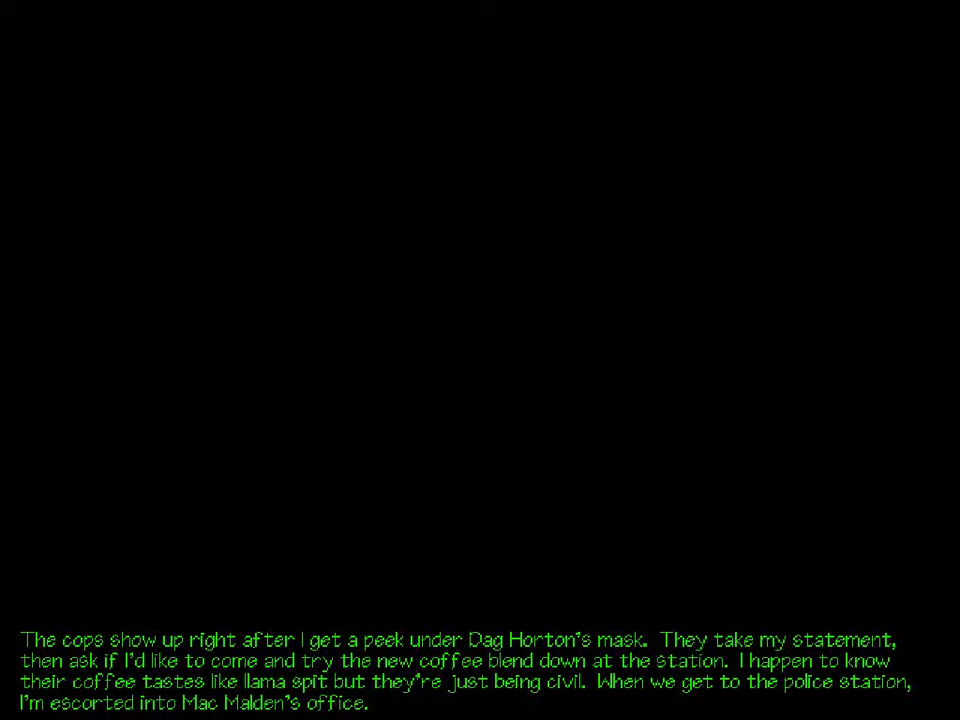 The cops show up right after I get a peek under Dag Horton's mask.  They take my statement,
then ask if I'd like to come and try the new coffee blend down at the station.  I happen to know
their coffee tastes like llama spit but they're just being civil.  When we get to the police station,
I'm escorted into Mac Malden's office.